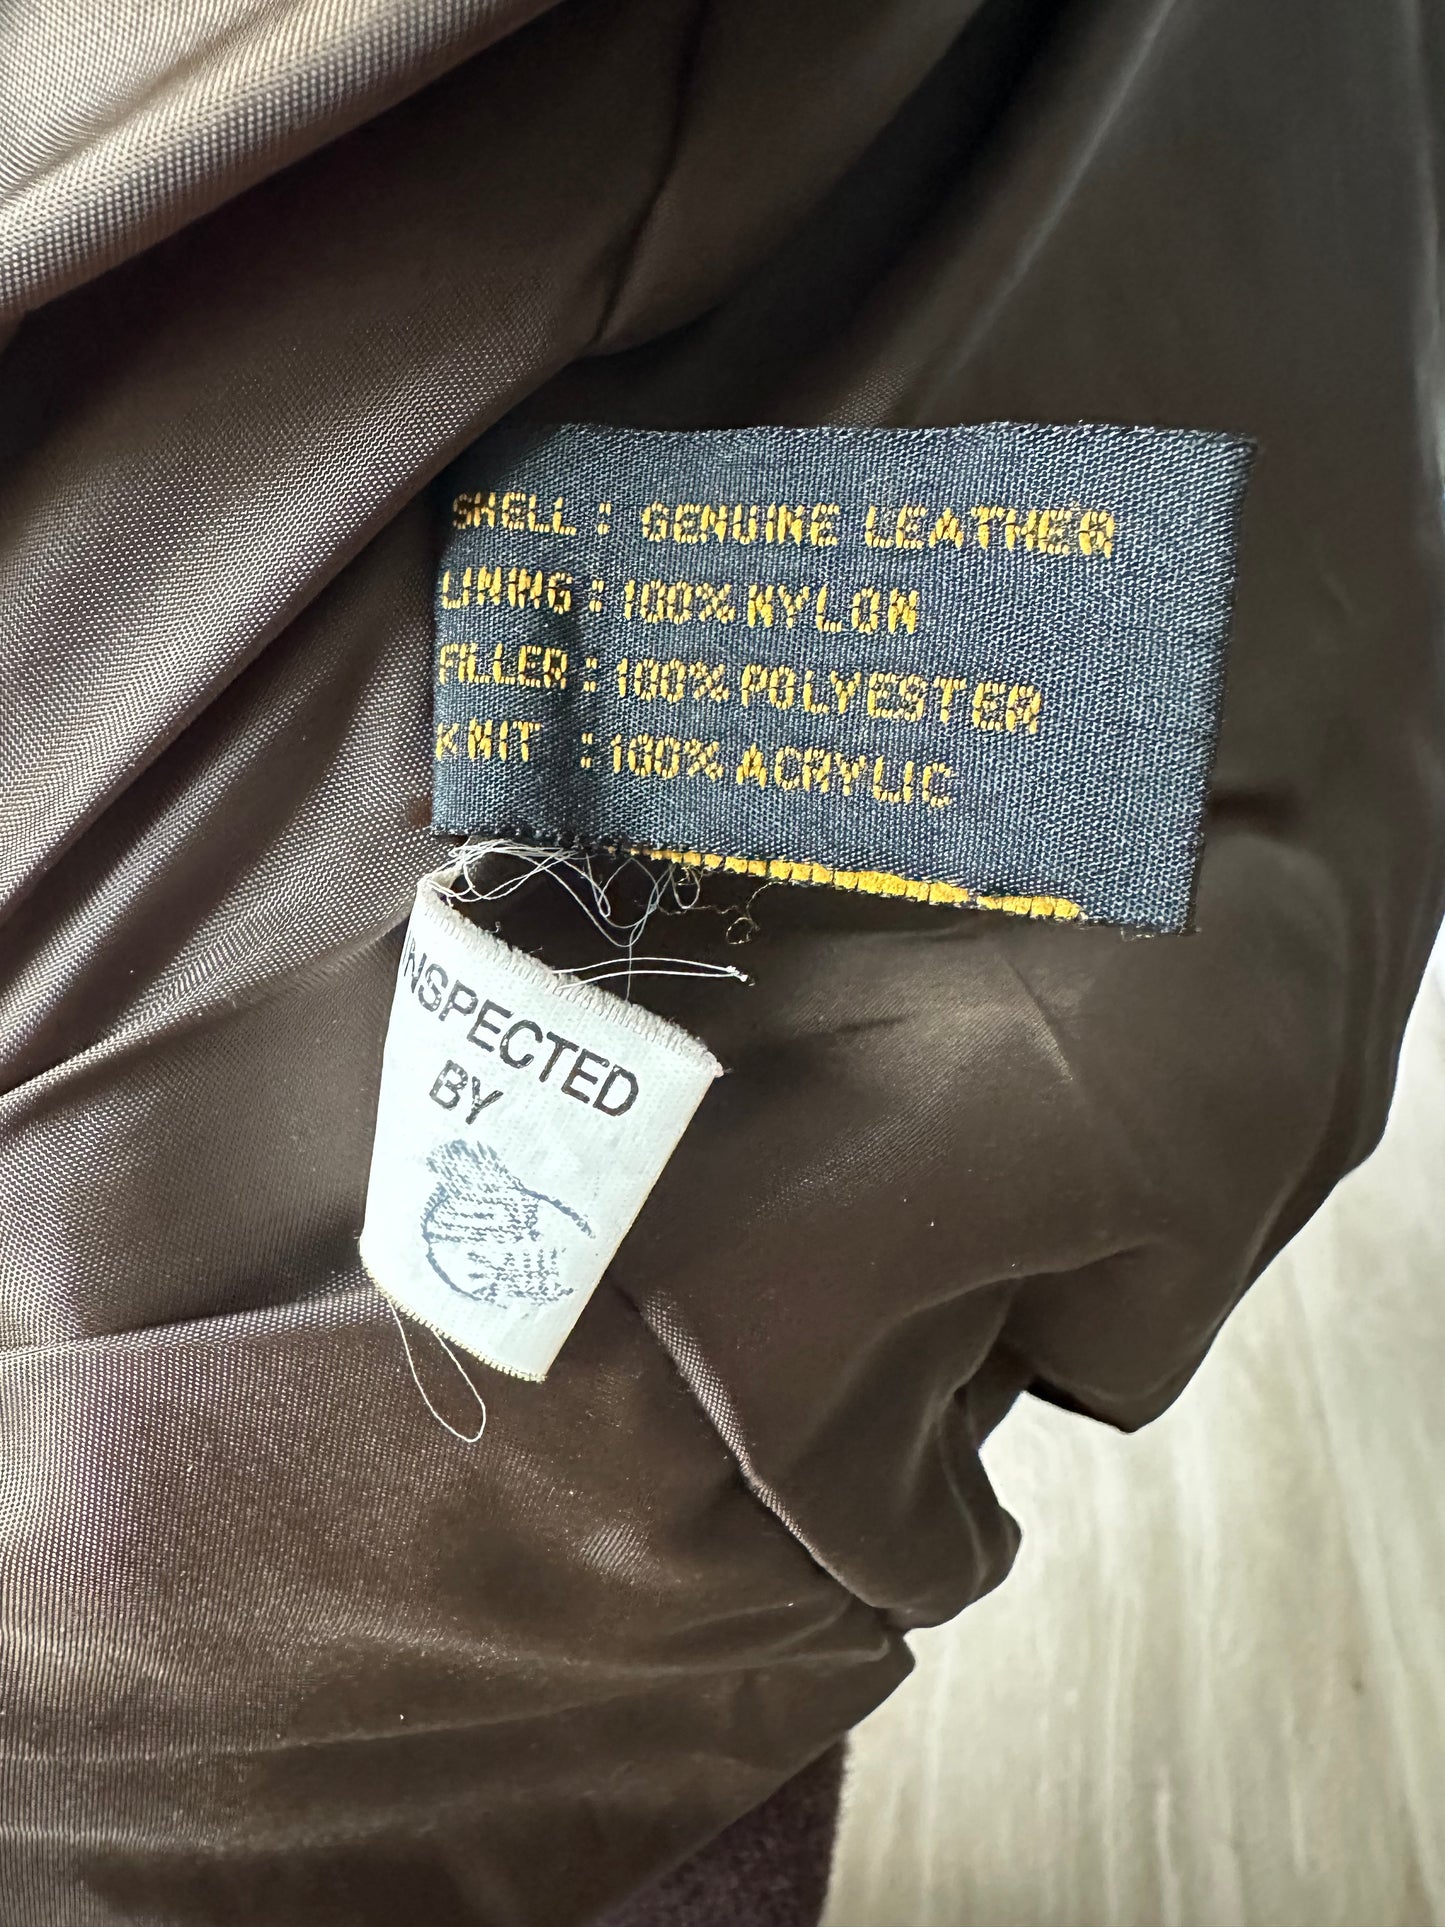 SHELL : GENUINE LEATHER
LINING : 100% NYLON
FILLER : 100% POLYESTER
KNIT : 100% ACRYLIC
INSPECTED
BY